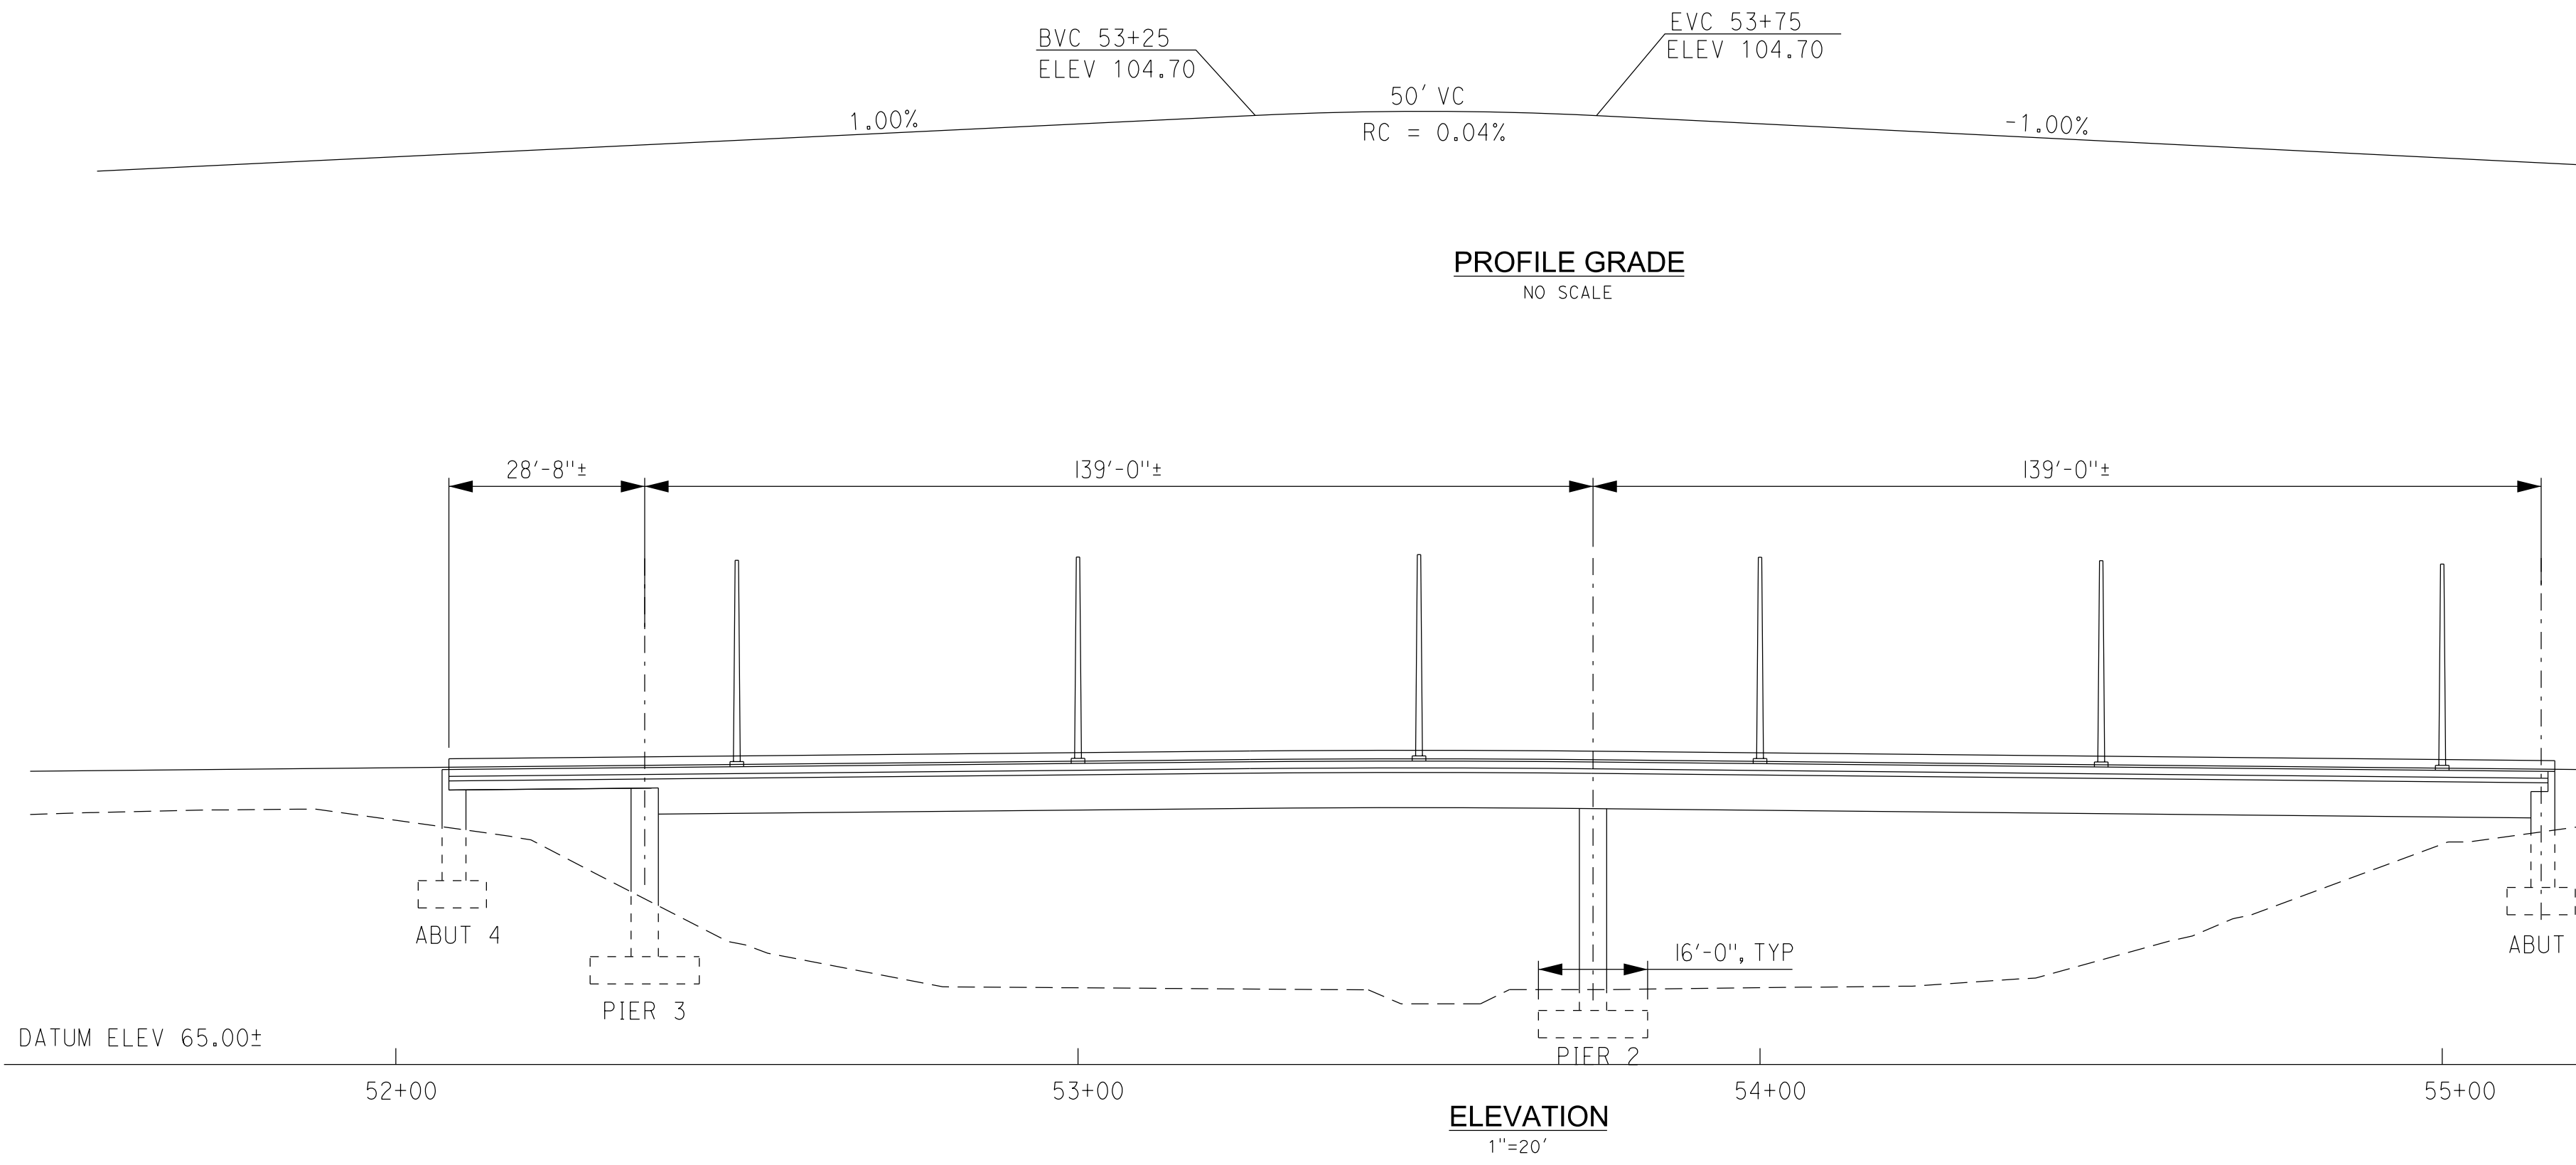 BVC 53+25
ELEV 104.70
EVC 53+75
ELEV 104.70
1.00%
50' VC
RC = 0.04%
-1.00%
PROFILE GRADE
NO SCALE
28'-8"±
139'-0"±
139'-0"±
ABUT 4
PIER 3
16'-0", TYP
PIER 2
ABUT
DATUM ELEV 65.00±
52+00
53+00
54+00
55+00
ELEVATION
1"=20'